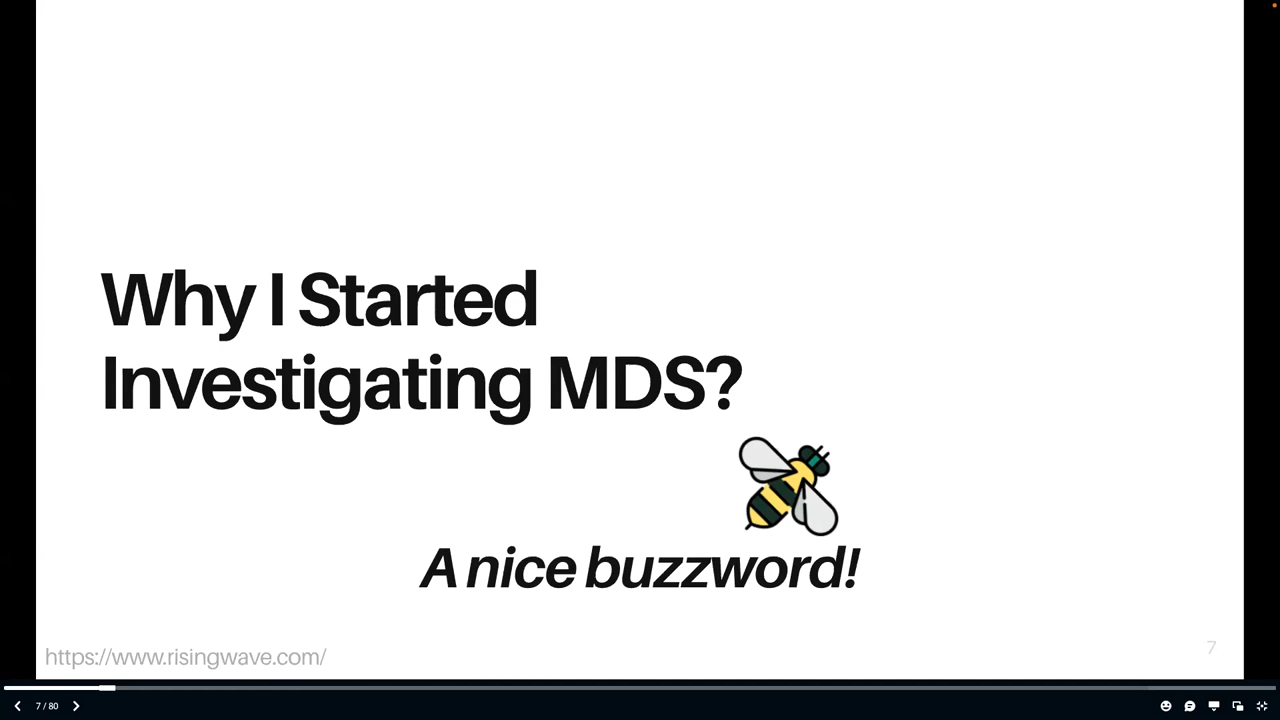 Why I Started
Investigating MDS?
A nice buzzword!
https://www.risingwave.com/
7
7 / 80